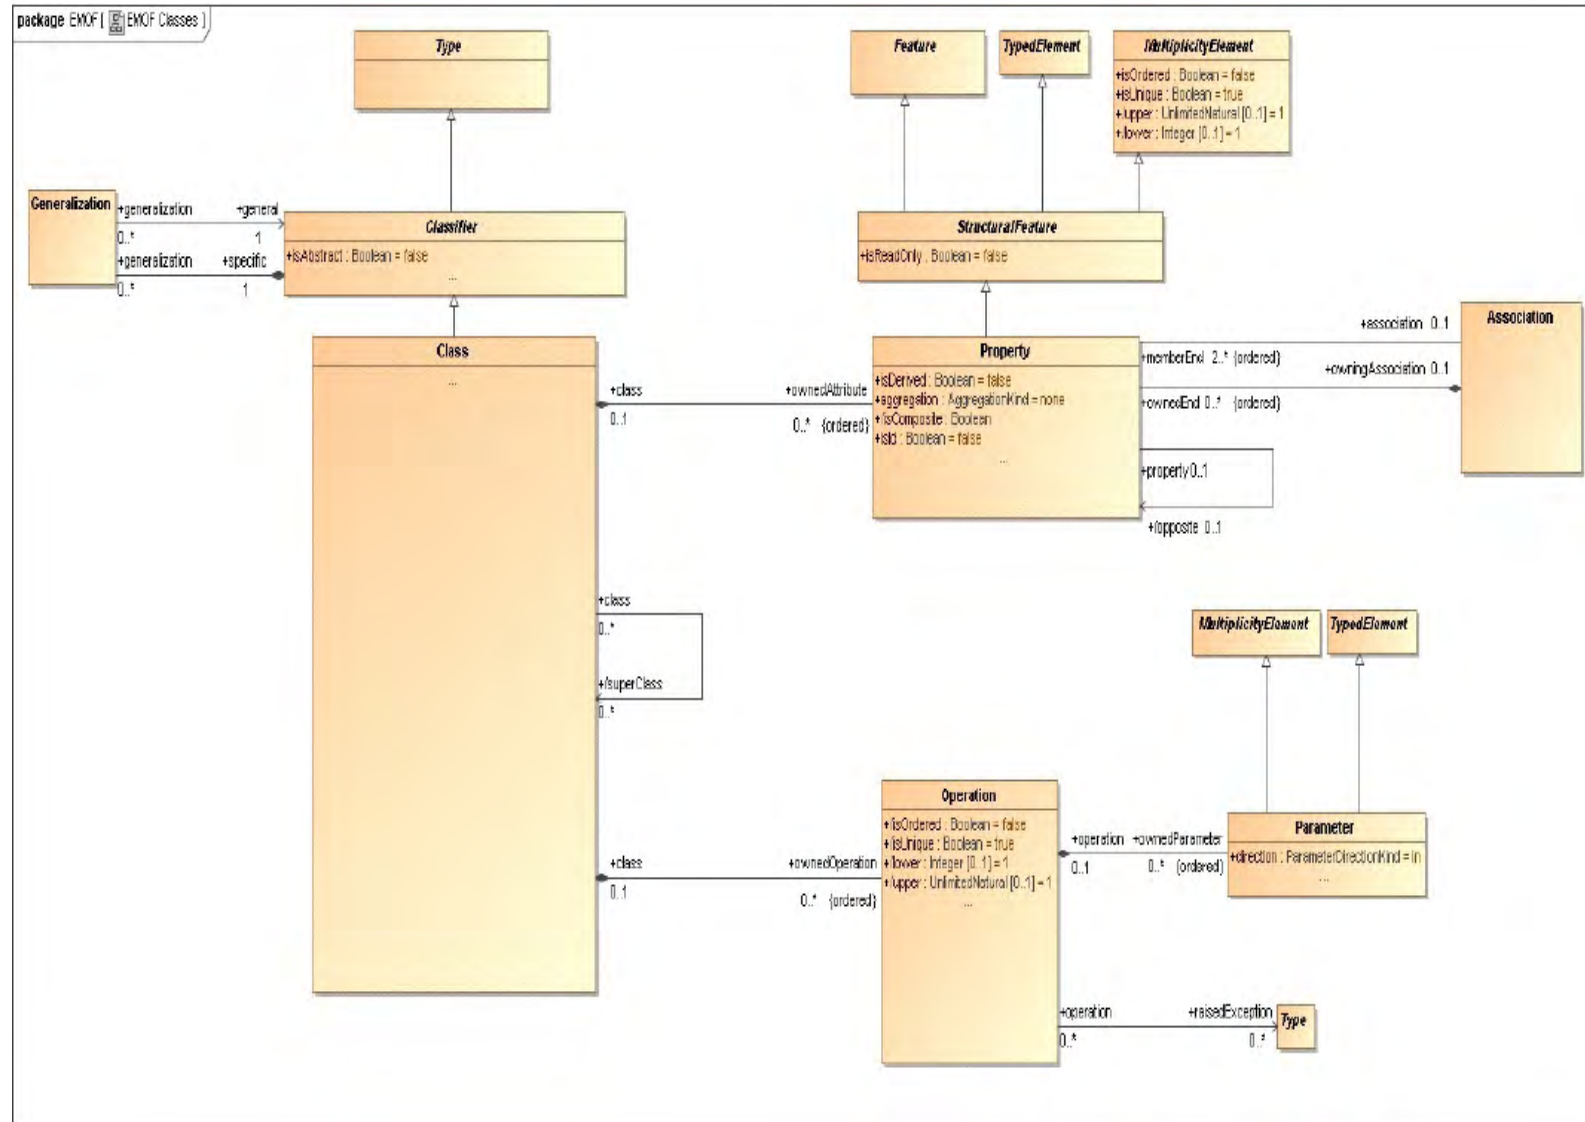 package EMOF [ EMOF Classes ]
Type
Feature
TypedElement
MultiplicityElement
+isOrdered : Boolean = false
+isUnique : Boolean = true
+/upper : UnlimitedNatural [0..1] = 1
+/lower : Integer [0..1] = 1
Generalization
+generalization
+general
0..*
1
+generalization
+specific
0..*
1
Classifier
+isAbstract : Boolean = false
...
StructuralFeature
+isReadOnly : Boolean = false
Class
...
+class
0..1
+ownedAttribute
0..* {ordered}
Property
+isDerived : Boolean = false
+aggregation : AggregationKind = none
+/isComposite : Boolean
+isId : Boolean = false
...
+association 0..1
+memberEnd 2..* {ordered}
+owningAssociation 0..1
+ownedEnd 0..* {ordered}
Association
+property 0..1
+/opposite 0..1
+class
0..*
+/superClass
0..*
MultiplicityElement
TypedElement
+class
0..1
+ownedOperation
0..* {ordered}
Operation
+/isOrdered : Boolean = false
+/isUnique : Boolean = true
+/lower : Integer [0..1] = 1
+/upper : UnlimitedNatural [0..1] = 1
...
+operation
+ownedParameter
0..1
0..* {ordered}
Parameter
+direction : ParameterDirectionKind = in
...
+operation
+raisedException
0..*
0..*
Type